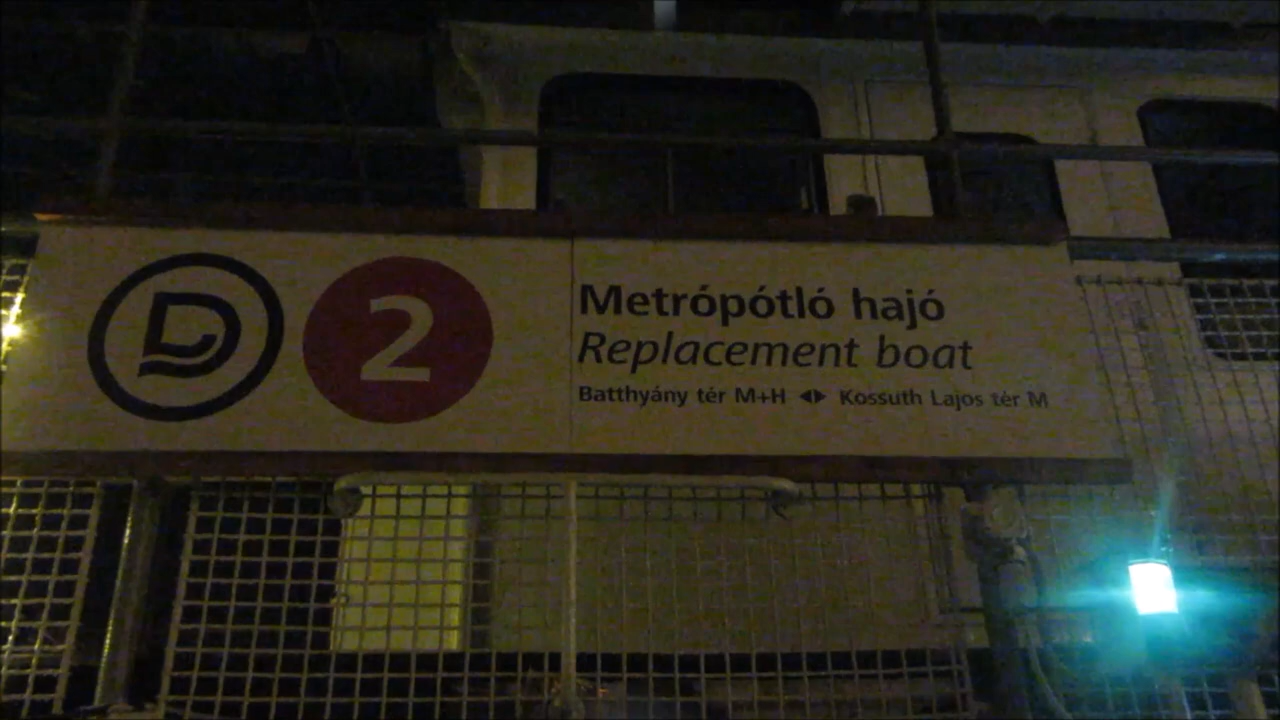 D 2
Metrópótló hajó
Replacement boat
Batthyány tér M+H ◄► Kossuth Lajos tér M